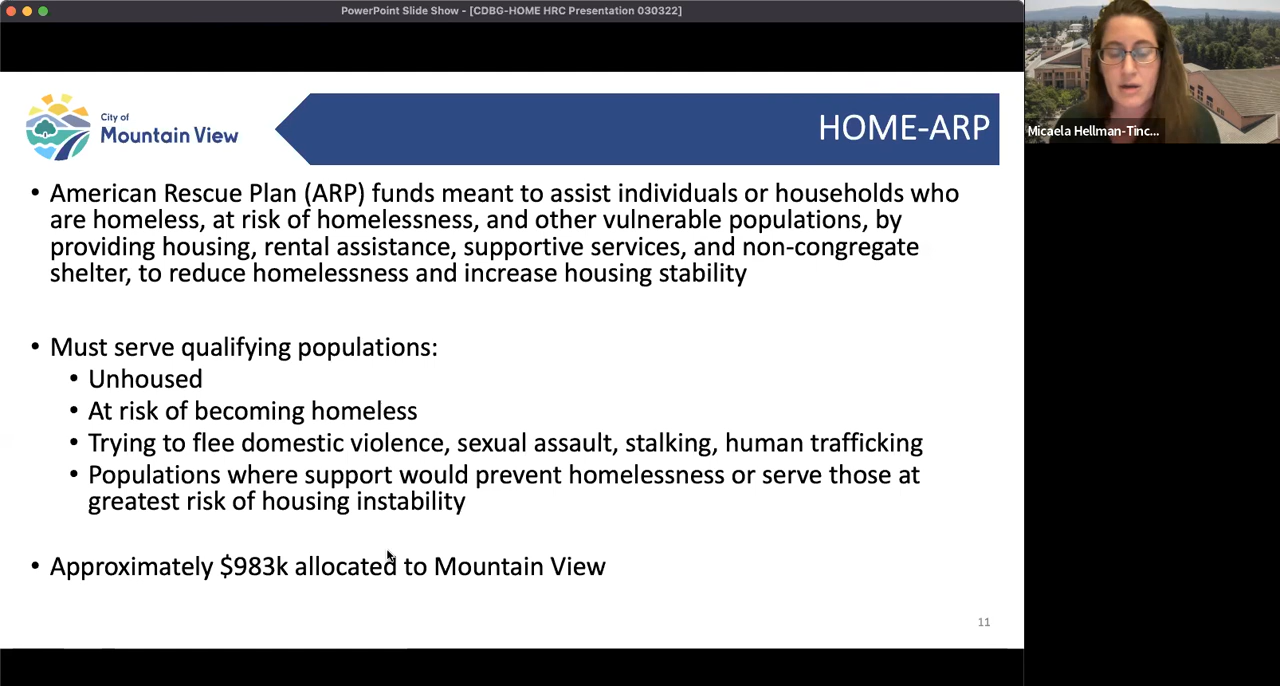 PowerPoint Slide Show - [CDBG-HOME HRC Presentation 030322]
City of
Mountain View
HOME-ARP
• American Rescue Plan (ARP) funds meant to assist individuals or households who
are homeless, at risk of homelessness, and other vulnerable populations, by
providing housing, rental assistance, supportive services, and non-congregate
shelter, to reduce homelessness and increase housing stability
• Must serve qualifying populations:
• Unhoused
• At risk of becoming homeless
• Trying to flee domestic violence, sexual assault, stalking, human trafficking
• Populations where support would prevent homelessness or serve those at
greatest risk of housing instability
• Approximately $983k allocated to Mountain View
11
Micaela Hellman-Tinc...